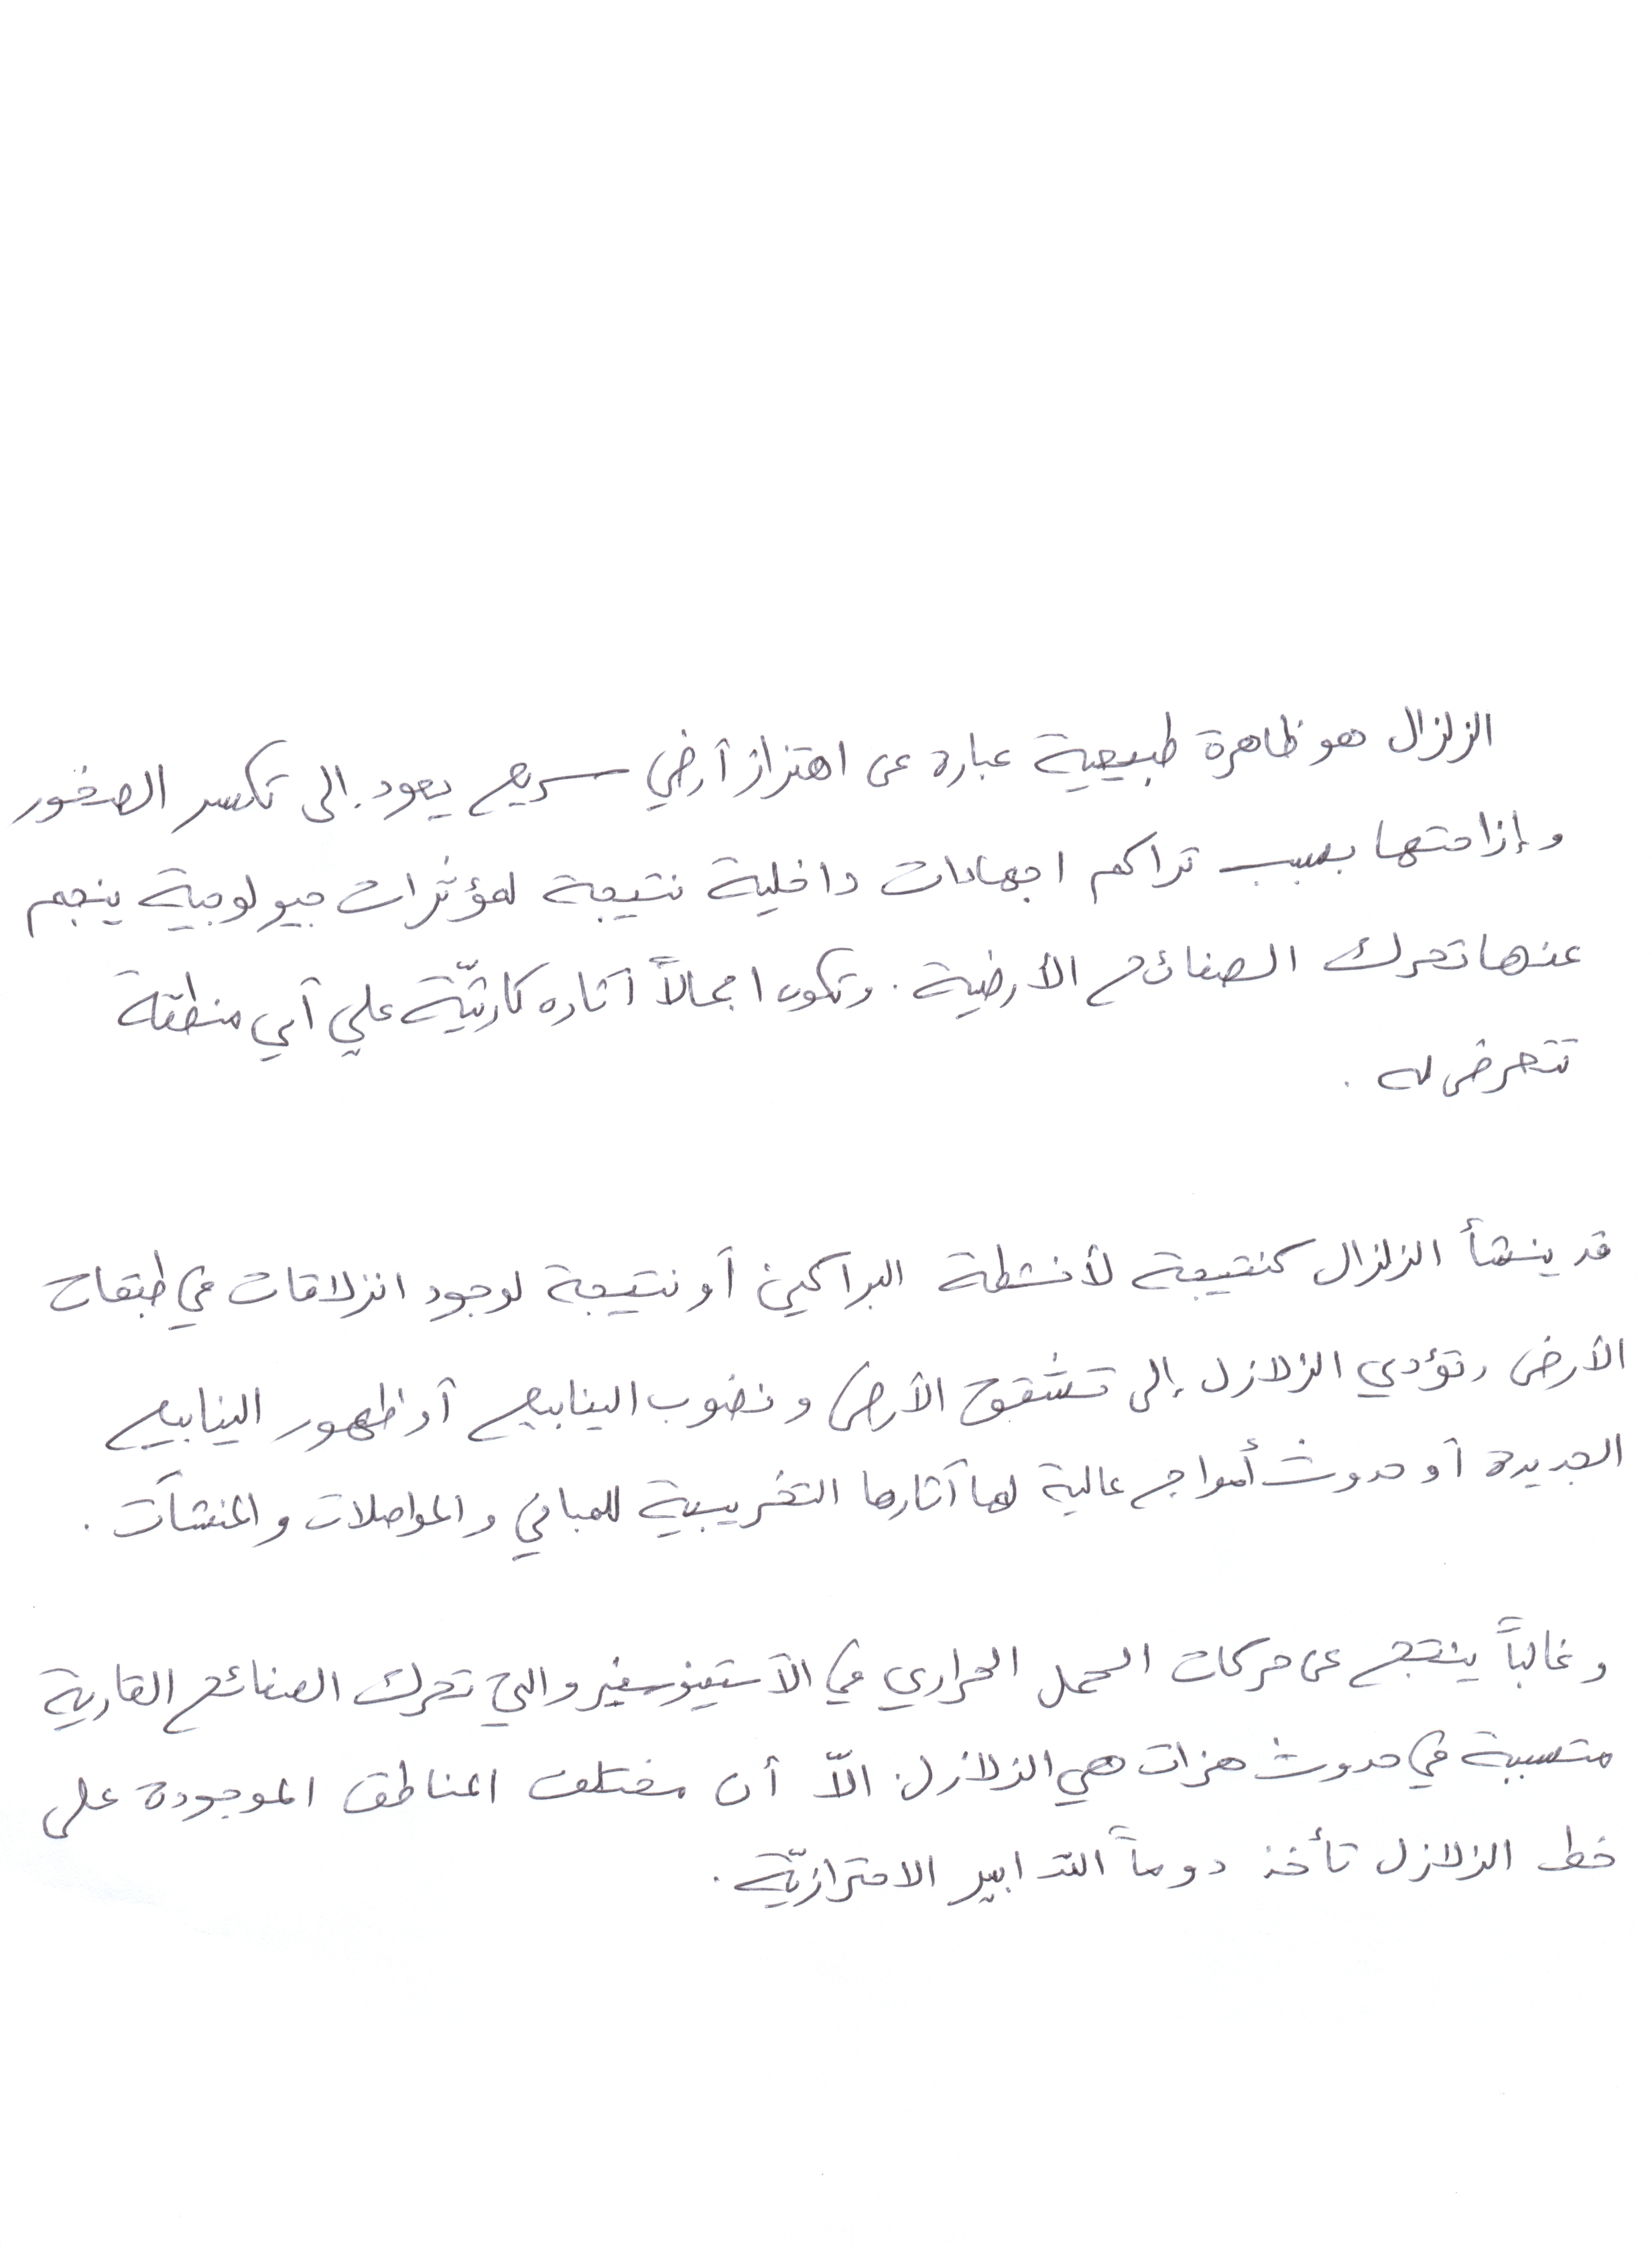 الزلزال هو ظاهرة طبيعية عبارة عن اهتزاز أرضي سريع يعود إلى تكسر الصخور
وإزاحتها بسبب تراكم اجهادات داخلية نتيجة لمؤثرات جيولوجية ينجم
عنها تحرك الصفائح الأرضية. وتكون اجمالاً آثاره كارثيّة علي أي منطقة
تتعرض له.
قد ينشأ الزلزال كنتيجة لأنشطة البراكين أو نتيجة لوجود انزلاقات في طبقات
الأرض وتؤدي الزلازل إلى تشقق الأرض ونضوب الينابيع أو ظهور الينابيع
الجديدة أو حدوث أمواج عالية لها آثارها التخريبية للمباني والمواصلات والمنشآت.
وغالباً ينتج عن حركات الحمل الحراري في الأستينوسفير والتي تحرك الصفائح القارية
متسببة في حدوث هزات هي الزلازل. الاّ أن مختلف المناطق الموجودة على
خط الزلازل تأخذ دوماً التدابير الاحترازيّة.